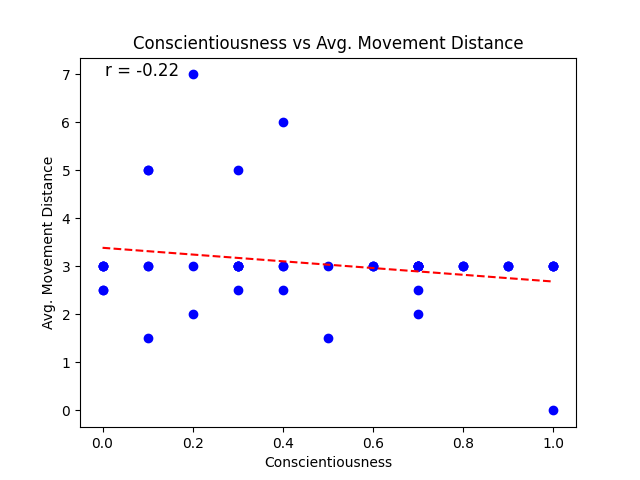 Conscientiousness vs Avg. Movement Distance
r = -0.22
Avg. Movement Distance
7
6
5
4
3
2
1
0
0.0 0.2 0.4 0.6 0.8 1.0
Conscientiousness